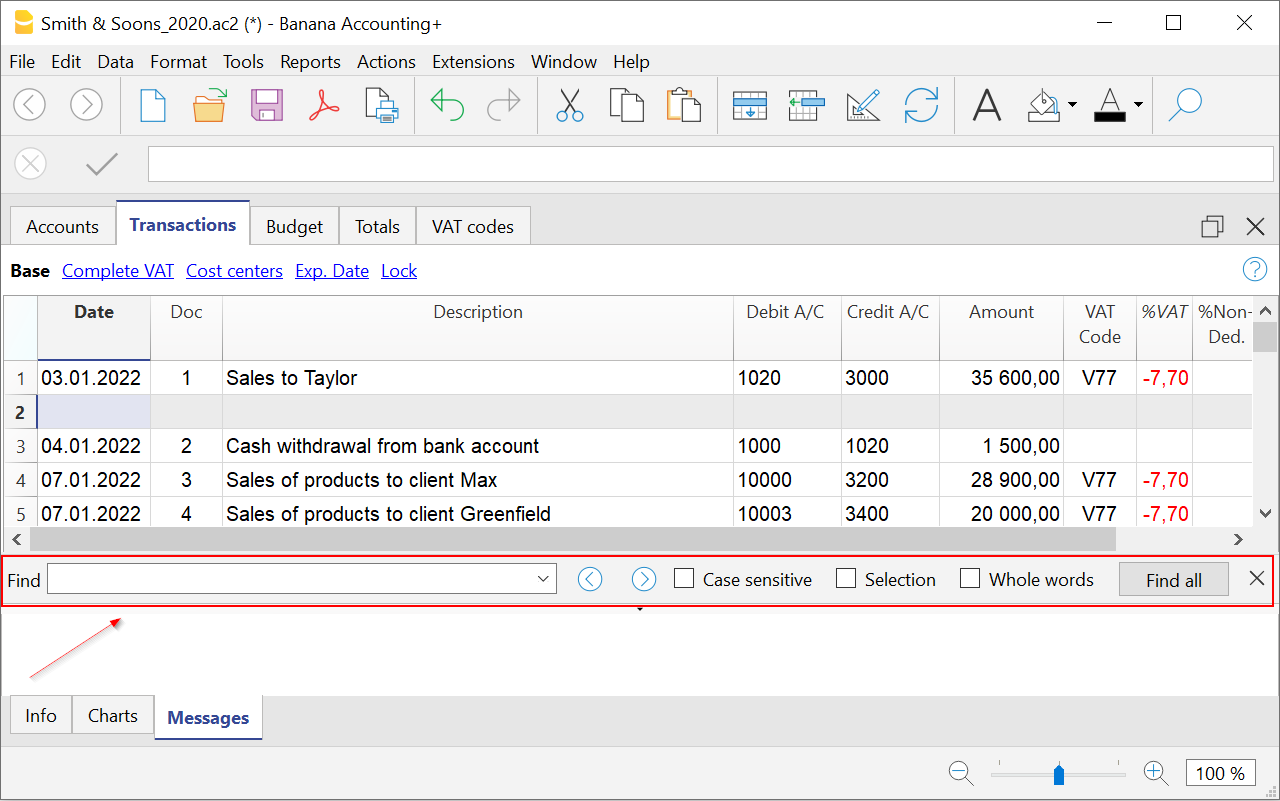 Smith & Soons_2020.ac2 (*) - Banana Accounting+
File Edit Data Format Tools Reports Actions Extensions Window Help
Accounts Transactions Budget Totals VAT codes
Base Complete VAT Cost centers Exp. Date Lock
Date Doc Description Debit A/C Credit A/C Amount VAT Code %VAT %Non-Ded.
1 03.01.2022 1 Sales to Taylor 1020 3000 35 600,00 V77 -7,70
2
3 04.01.2022 2 Cash withdrawal from bank account 1000 1020 1 500,00
4 07.01.2022 3 Sales of products to client Max 10000 3200 28 900,00 V77 -7,70
5 07.01.2022 4 Sales of products to client Greenfield 10003 3400 20 000,00 V77 -7,70
Find Case sensitive Selection Whole words Find all
Info Charts Messages
100 %